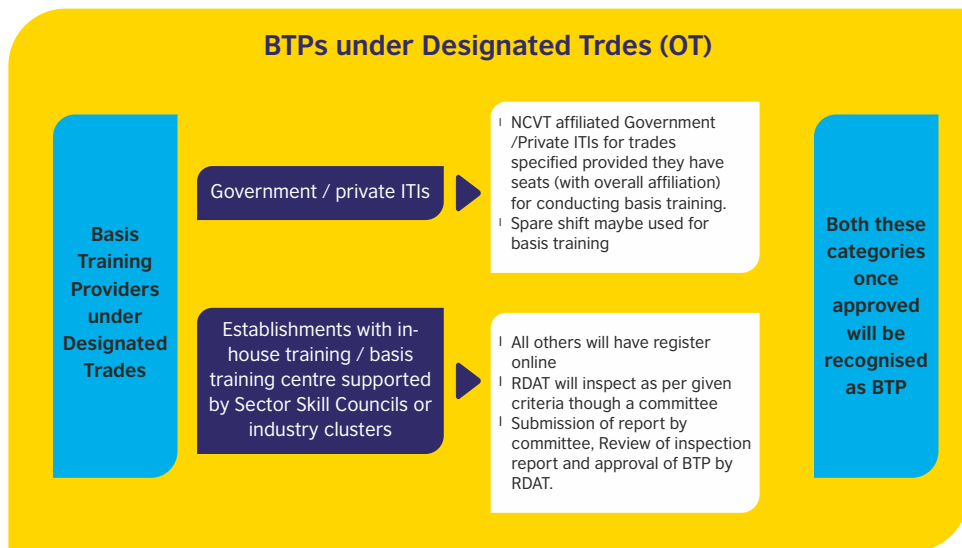 BTPs under Designated Trdes (OT)
Basis
Training
Providers
under
Designated
Trades
Government / private ITIs
NCVT affiliated Government
/Private ITIs for trades
specified provided they have
seats (with overall affiliation)
for conducting basis training.
Spare shift maybe used for
basis training
Establishments with in-
house training / basis
training centre supported
by Sector Skill Councils or
industry clusters
All others will have register
online
RDAT will inspect as per given
criteria though a committee
Submission of report by
committee, Review of inspection
report and approval of BTP by
RDAT.
Both these
categories
once
approved
will be
recognised
as BTP